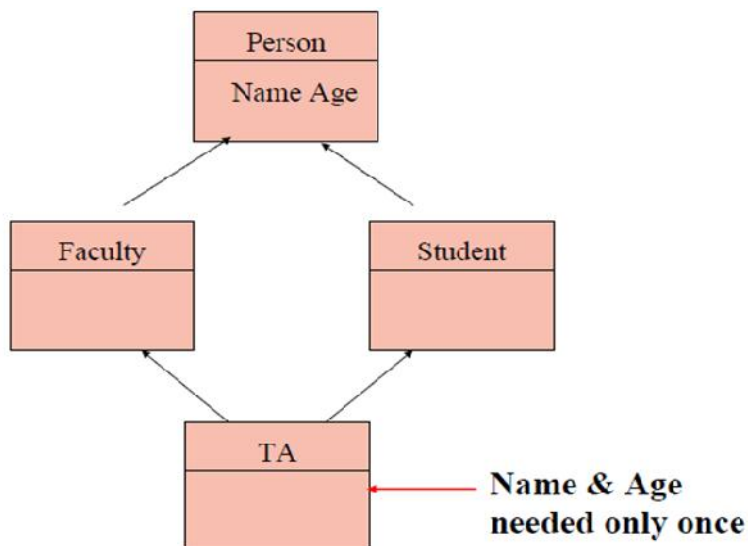 Person
Name Age
Faculty
Student
TA
Name & Age
needed only once